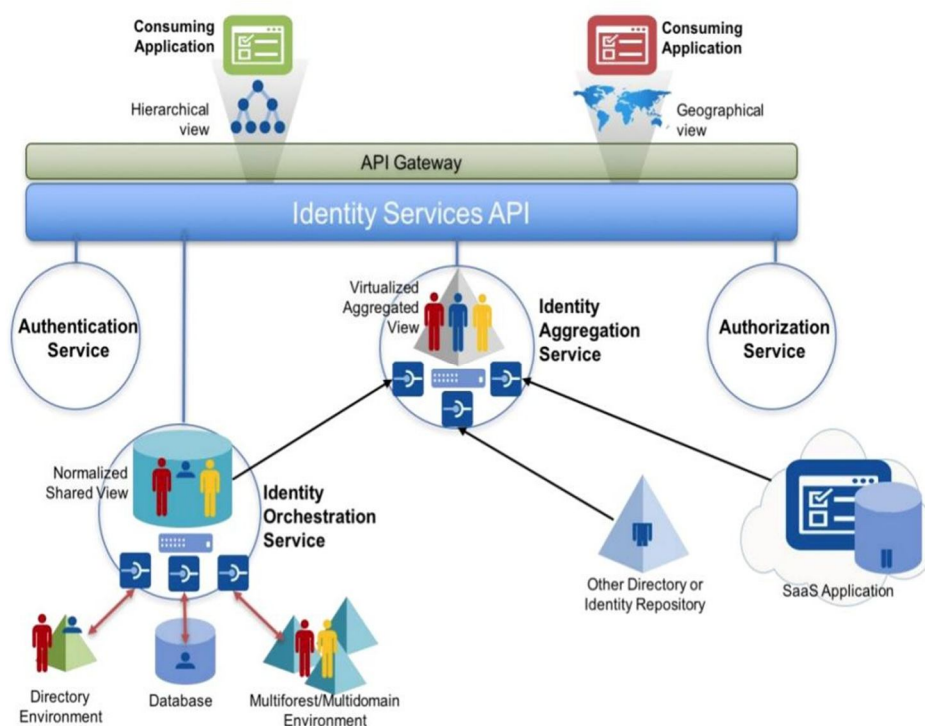 Consuming
Application
Consuming
Application
Hierarchical
view
Geographical
view
API Gateway
Identity Services API
Authentication
Service
Virtualized
Aggregated
View
Identity
Aggregation
Service
Authorization
Service
Normalized
Shared View
Identity
Orchestration
Service
Other Directory or
Identity Repository
SaaS Application
Directory
Environment
Database
Multiforest/Multidomain
Environment